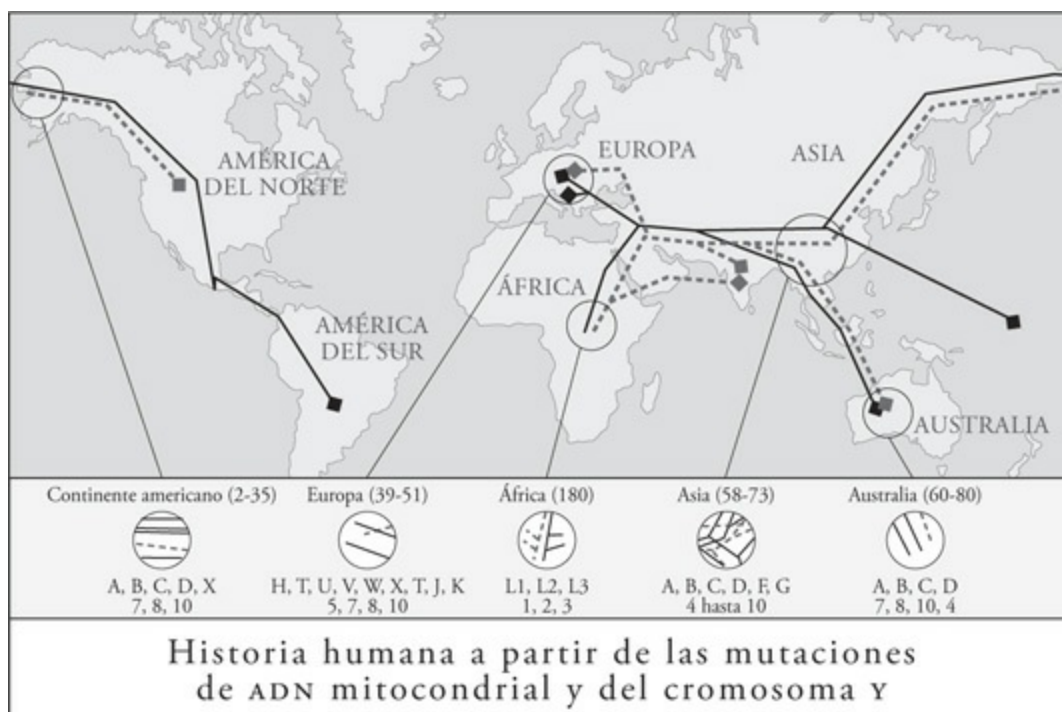 AMÉRICA
DEL NORTE
EUROPA
ASIA
ÁFRICA
AMÉRICA
DEL SUR
AUSTRALIA
Continente americano (2-35)
A, B, C, D, X
7, 8, 10
Europa (39-51)
H, T, U, V, W, X, T, J, K
5, 7, 8, 10
África (180)
L1, L2, L3
1, 2, 3
Asia (58-73)
A, B, C, D, F, G
4 hasta 10
Australia (60-80)
A, B, C, D
7, 8, 10, 4
Historia humana a partir de las mutaciones
de ADN mitocondrial y del cromosoma Y